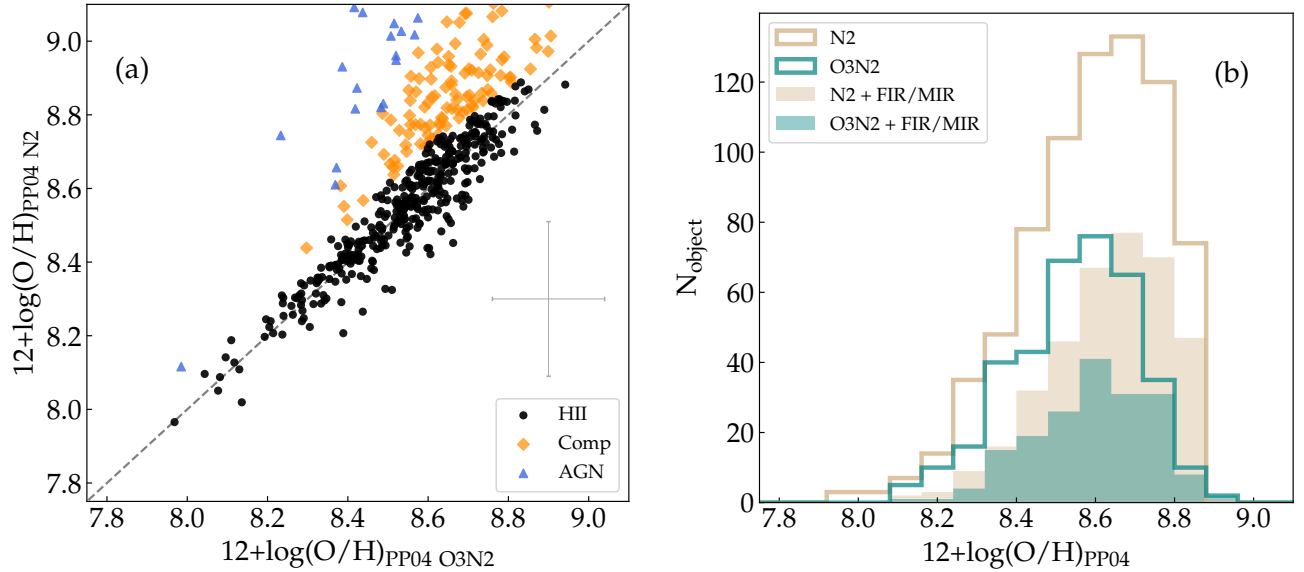 (a)
9.0
8.8
8.6
8.4
8.2
8.0
7.8
12+log(O/H)PP04 N2
HII
Comp
AGN
7.8 8.0 8.2 8.4 8.6 8.8 9.0
12+log(O/H)PP04 O3N2
(b)
N2
O3N2
N2 + FIR/MIR
O3N2 + FIR/MIR
120
100
80
60
40
20
0
Nobject
7.8 8.0 8.2 8.4 8.6 8.8 9.0
12+log(O/H)PP04